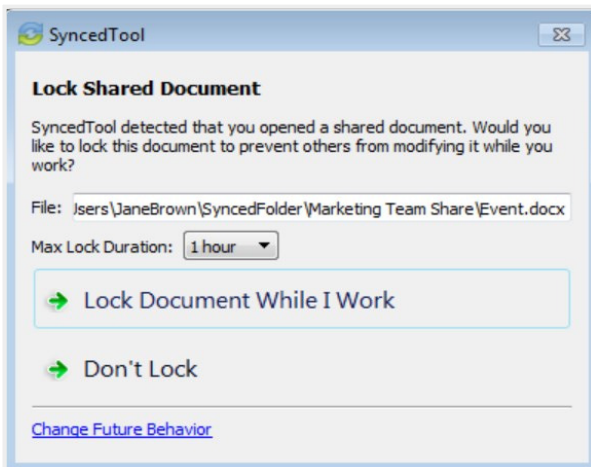 SyncedTool
Lock Shared Document
SyncedTool detected that you opened a shared document. Would you
like to lock this document to prevent others from modifying it while you
work?
File: Jsers\JaneBrown\SyncedFolder\Marketing Team Share\Event.docx
Max Lock Duration: 1 hour
Lock Document While I Work
Don't Lock
Change Future Behavior